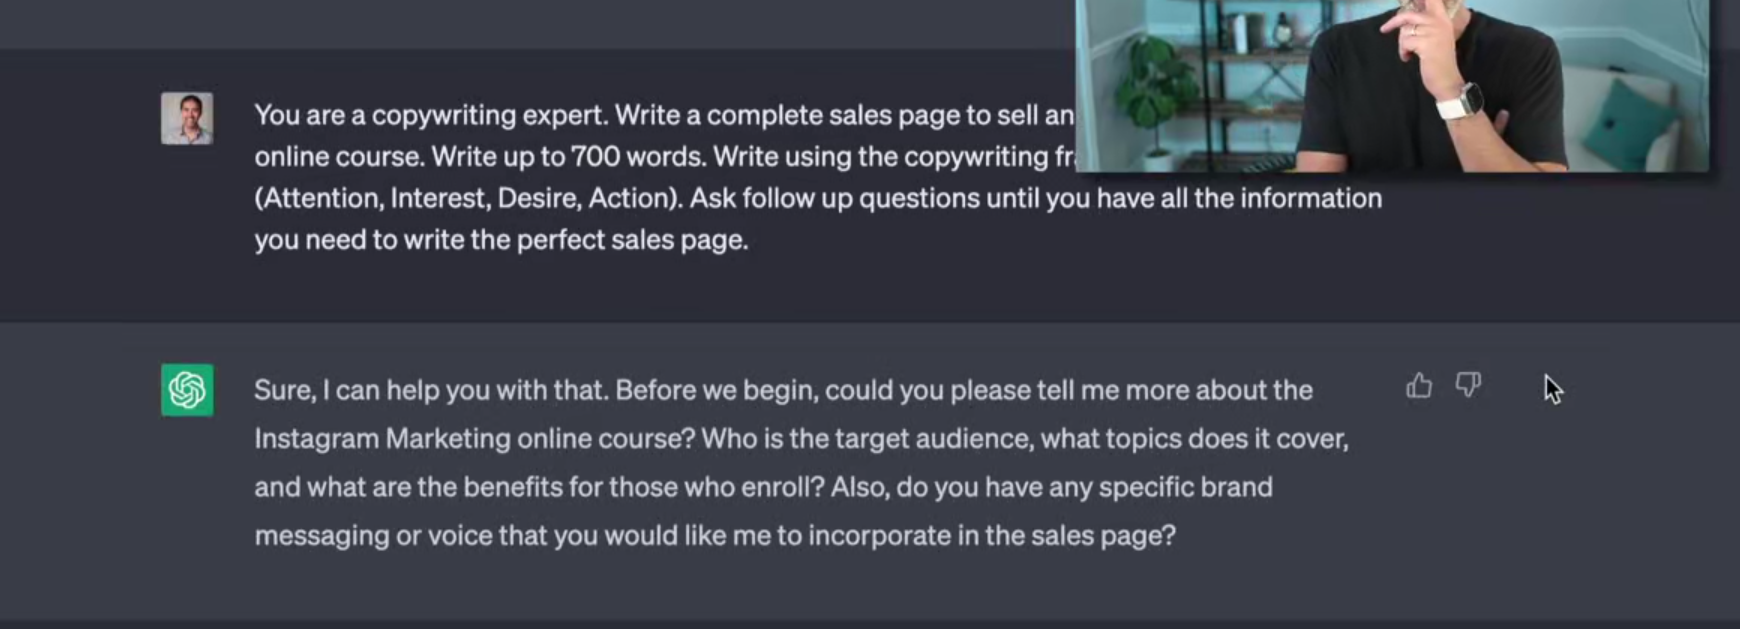 You are a copywriting expert. Write a complete sales page to sell an
online course. Write up to 700 words. Write using the copywriting
(Attention, Interest, Desire, Action). Ask follow up questions until you have all the information
you need to write the perfect sales page.
Sure, I can help you with that. Before we begin, could you please tell me more about the
Instagram Marketing online course? Who is the target audience, what topics does it cover,
and what are the benefits for those who enroll? Also, do you have any specific brand
messaging or voice that you would like me to incorporate in the sales page?